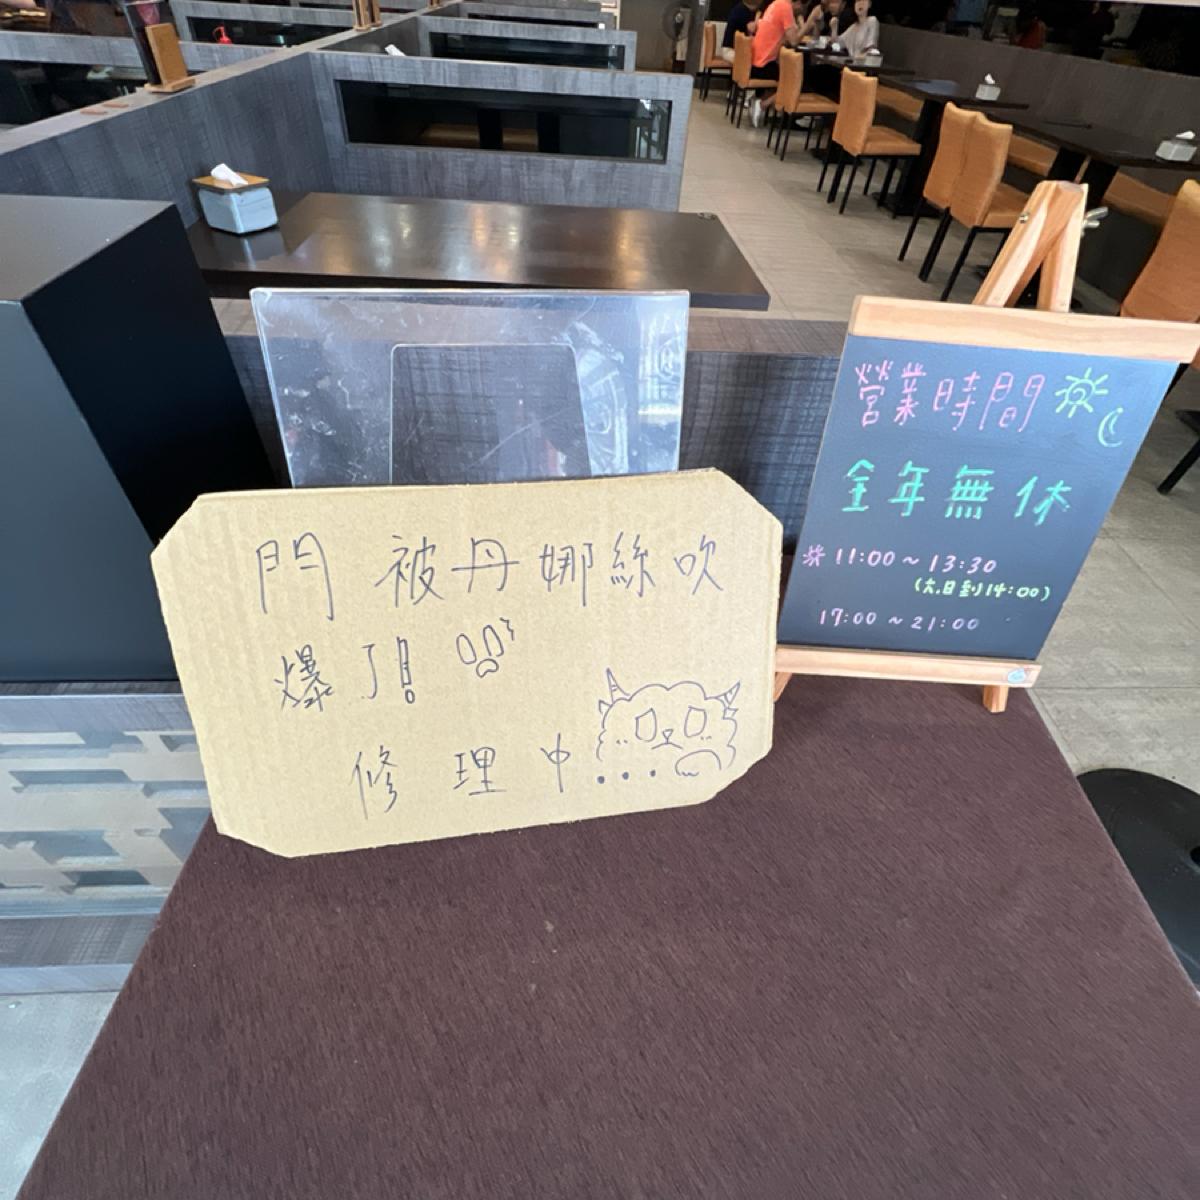 門被丹娜絲吹
爆了!
修理中...
營業時間
全年無休
11:00~13:30
(六.日到14:00)
17:00~21:00